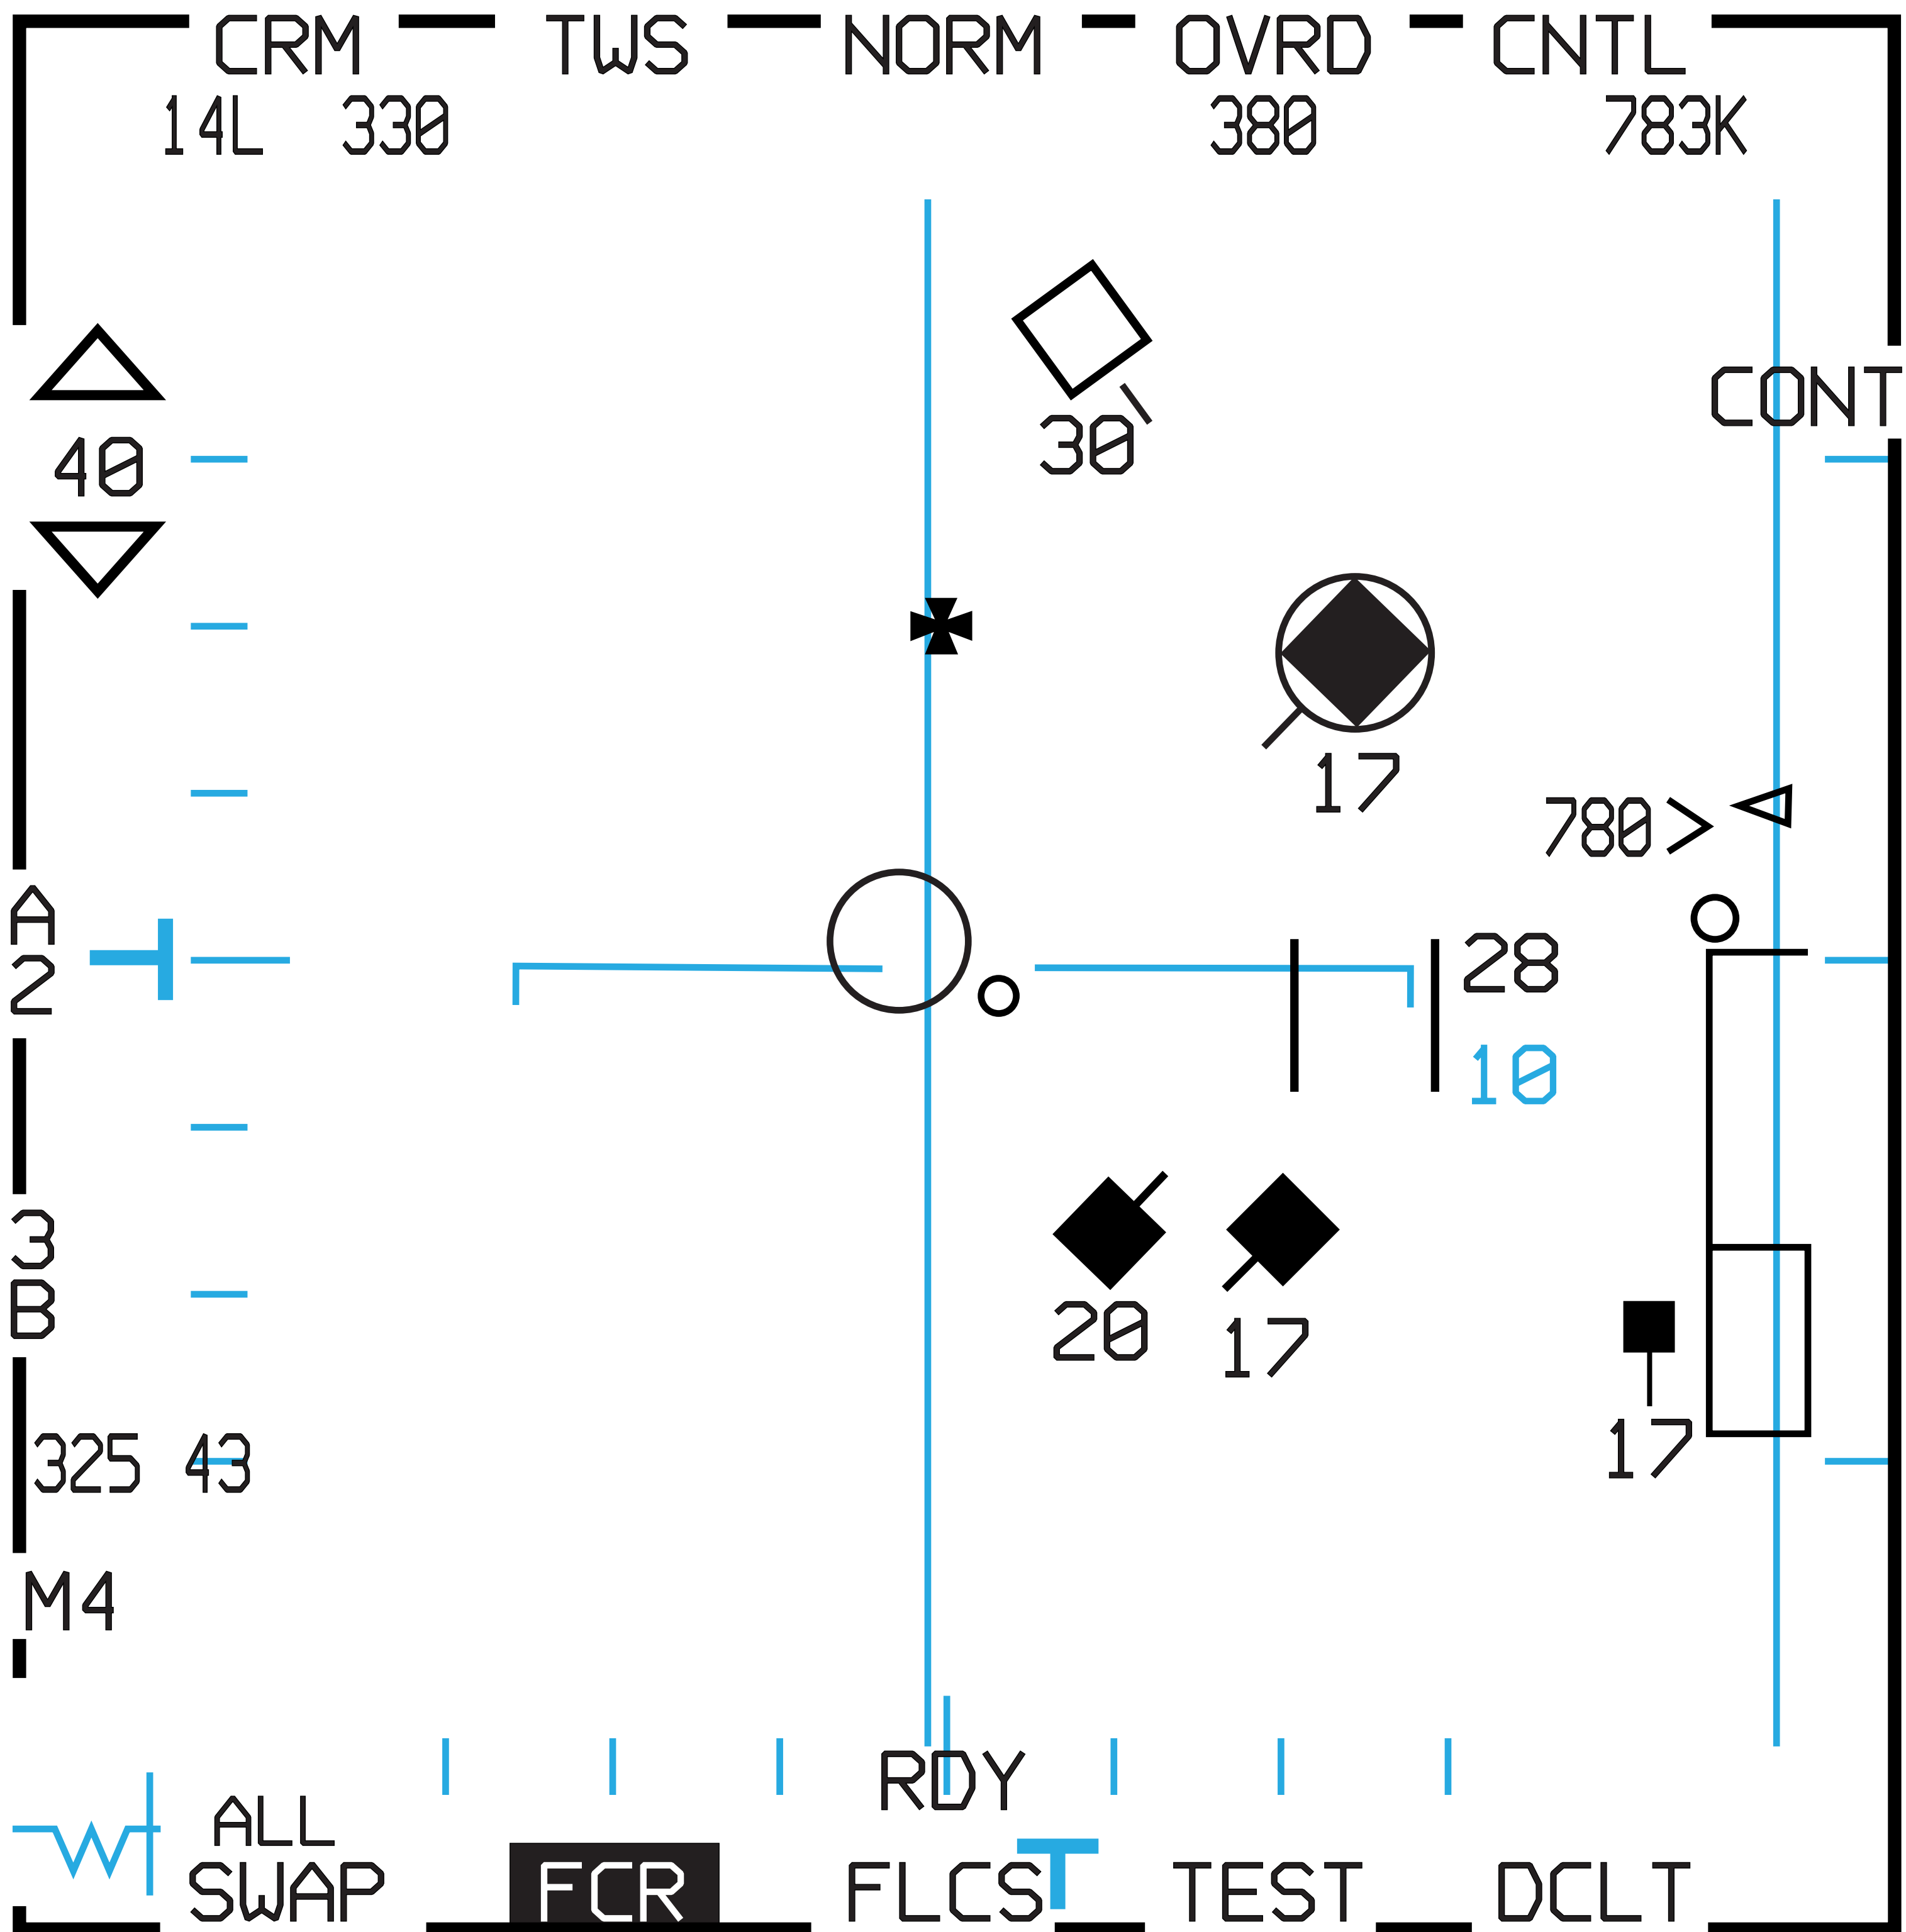 CRM TWS NORM OVRD CNTL
14L 330 380 783K
CONT
40
30
17
780
A
2
28
10
3
B
20
17
17
325 43
M4
RDY
ALL
SWAP FCR FLCS TEST DCLT